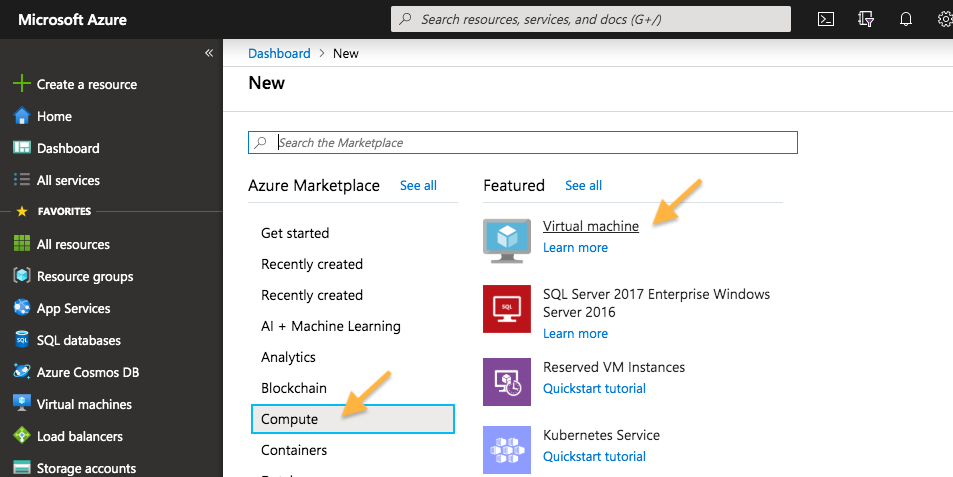 Microsoft Azure
Search resources, services, and docs (G+/)
«
Create a resource
Home
Dashboard
All services
FAVORITES
All resources
Resource groups
App Services
SQL databases
Azure Cosmos DB
Virtual machines
Load balancers
Storage accounts
Dashboard > New
New
Search the Marketplace
Azure Marketplace See all
Get started
Recently created
Recently created
AI + Machine Learning
Analytics
Blockchain
Compute
Containers
Featured See all
Virtual machine
Learn more
SQL
SQL Server 2017 Enterprise Windows
Server 2016
Learn more
Reserved VM Instances
Quickstart tutorial
Kubernetes Service
Quickstart tutorial